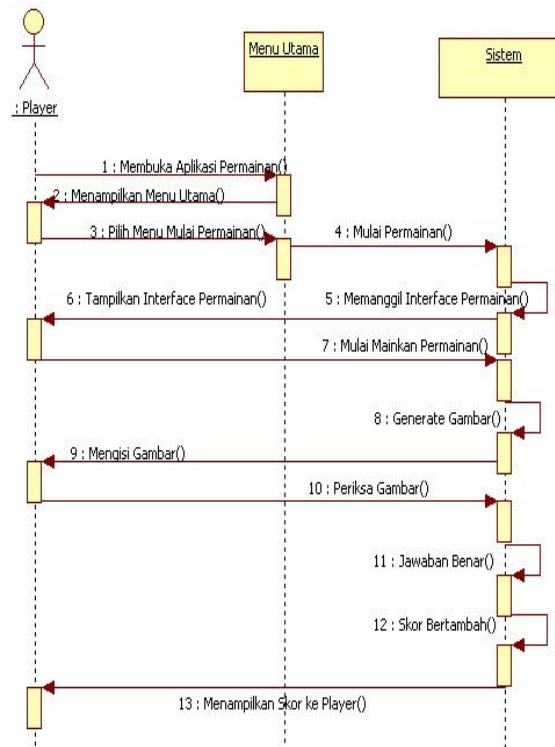 Menu Utama
Sistem
: Player
1 : Membuka Aplikasi Permainan()
2 : Menampilkan Menu Utama()
3 : Pilih Menu Mulai Permainan()
4 : Mulai Permainan()
5 : Memanggil Interface Permainan()
6 : Tampilkan Interface Permainan()
7 : Mulai Mainkan Permainan()
8 : Generate Gambar()
9 : Mengisi Gambar()
10 : Periksa Gambar()
11 : Jawaban Benar()
12 : Skor Bertambah()
13 : Menampilkan Skor ke Player()